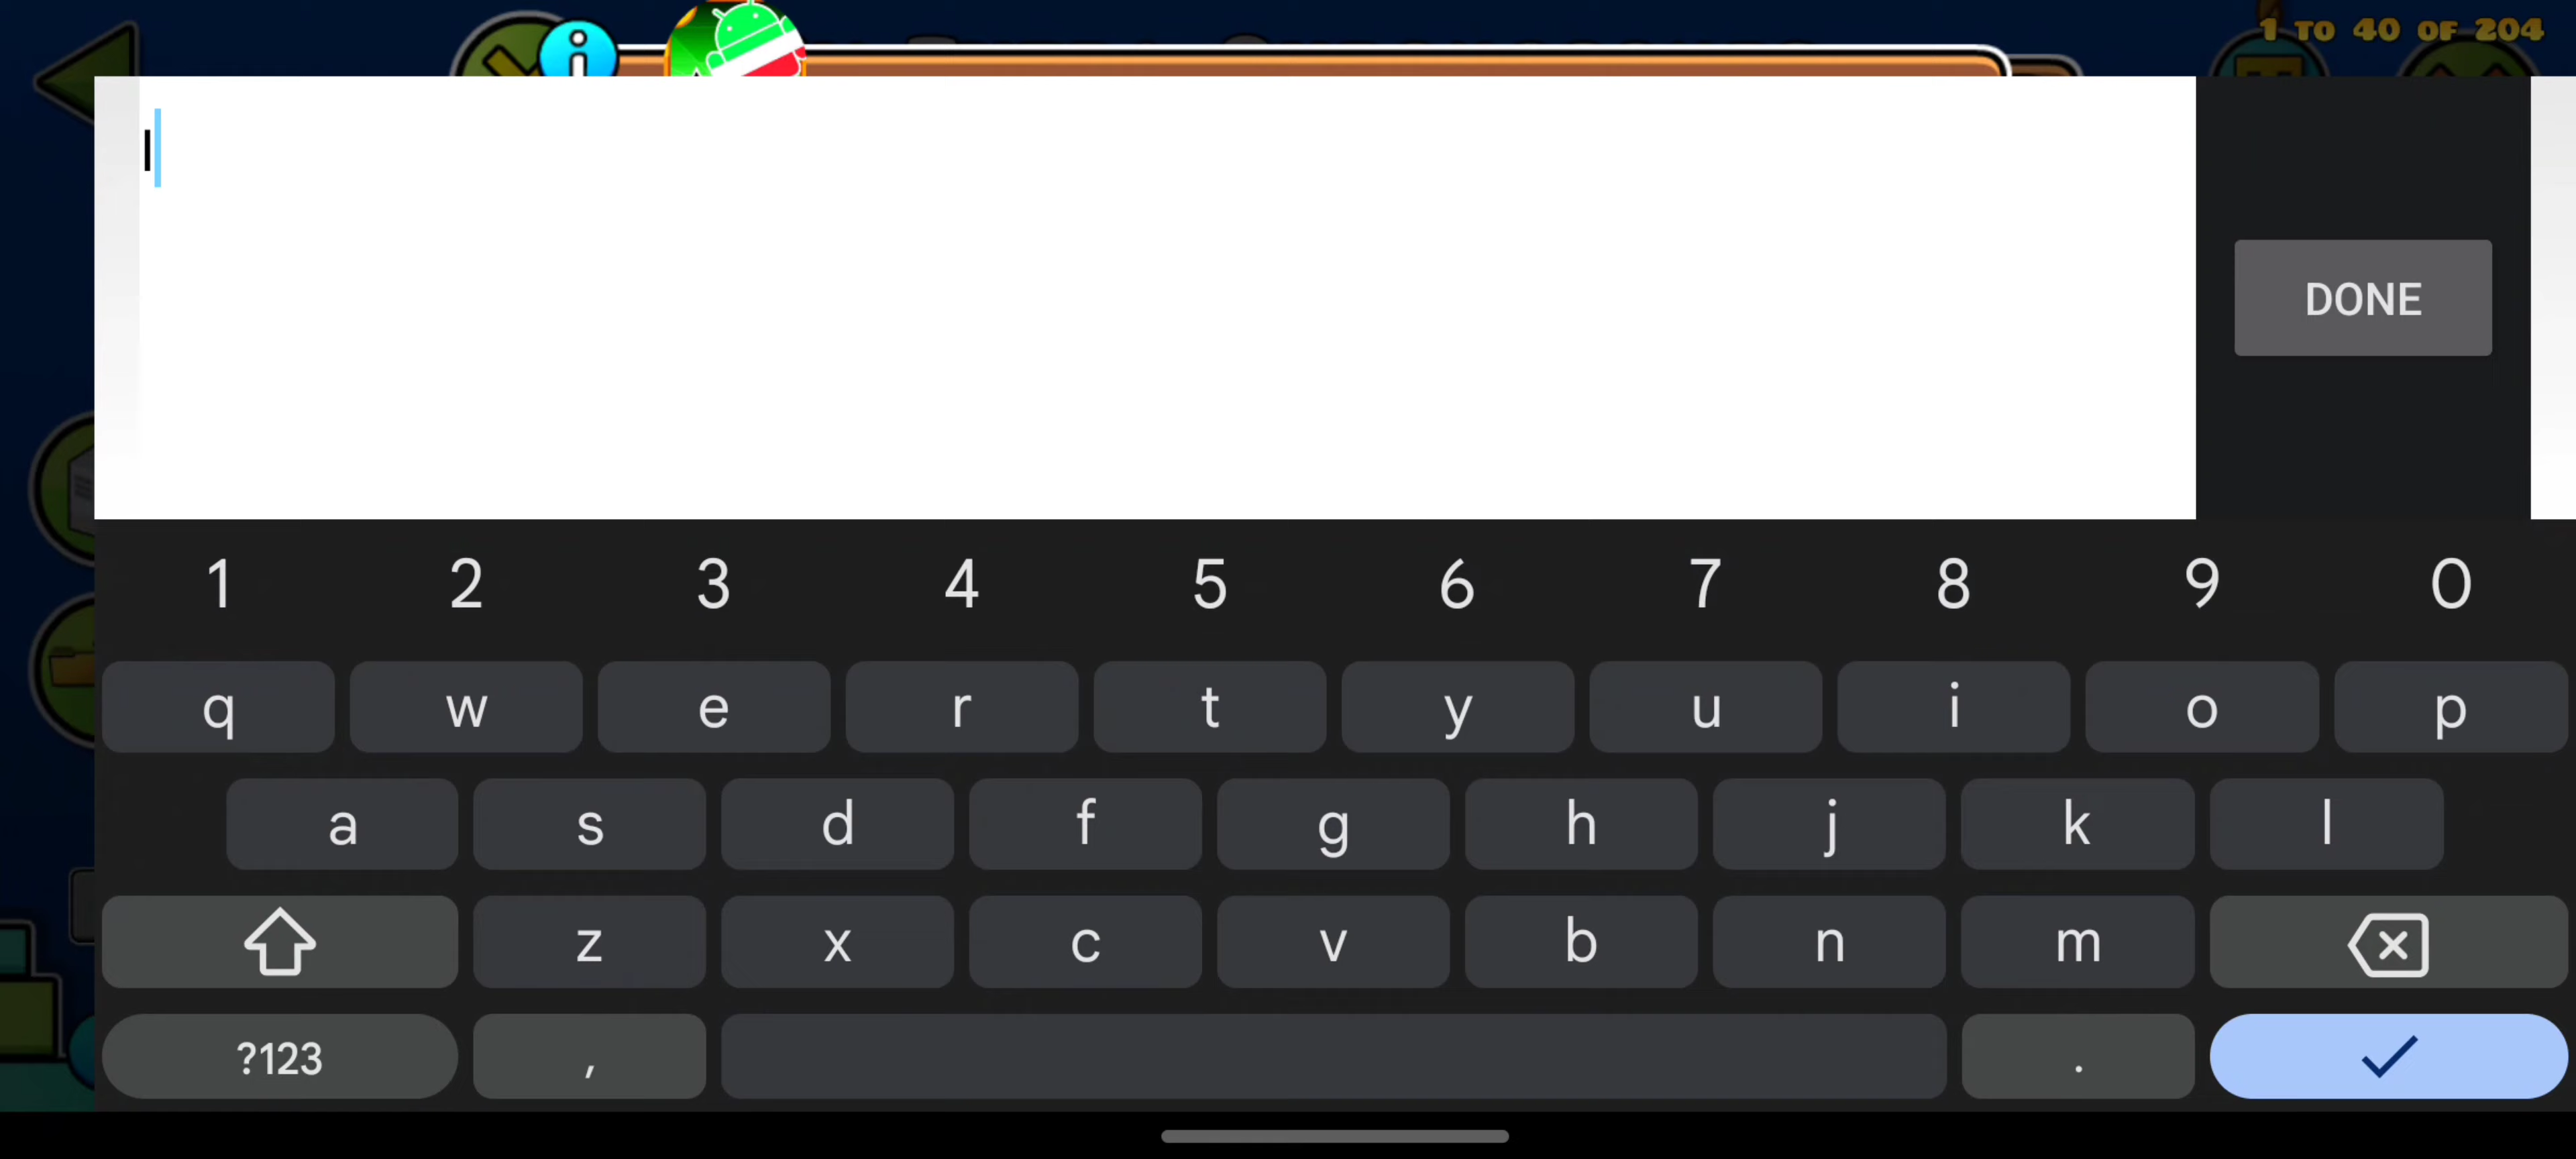 1 TO 40 OF 204
I
DONE
1 2 3 4 5 6 7 8 9 0
q w e r t y u i o p
a s d f g h j k l
z x c v b n m
?123 , .